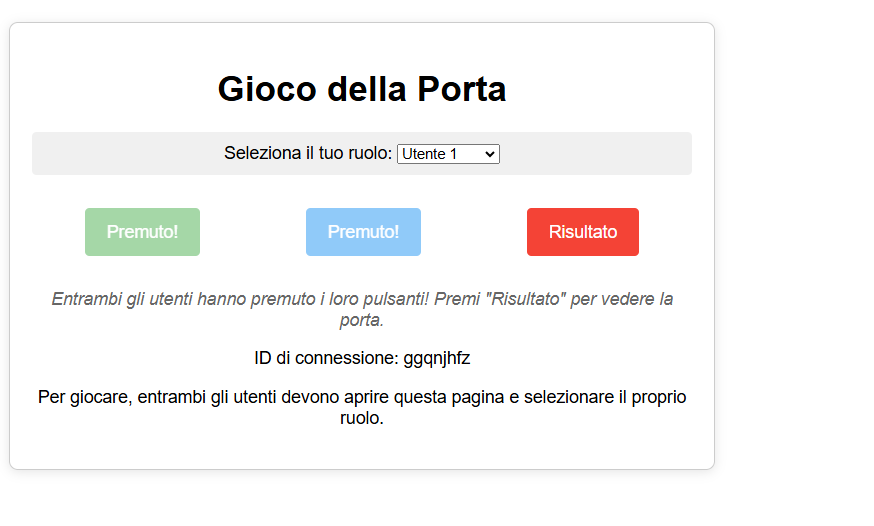 Gioco della Porta
Seleziona il tuo ruolo: Utente 1
Premuto! Premuto! Risultato
Entrambi gli utenti hanno premuto i loro pulsanti! Premi "Risultato" per vedere la
porta.
ID di connessione: ggqnjhfz
Per giocare, entrambi gli utenti devono aprire questa pagina e selezionare il proprio
ruolo.